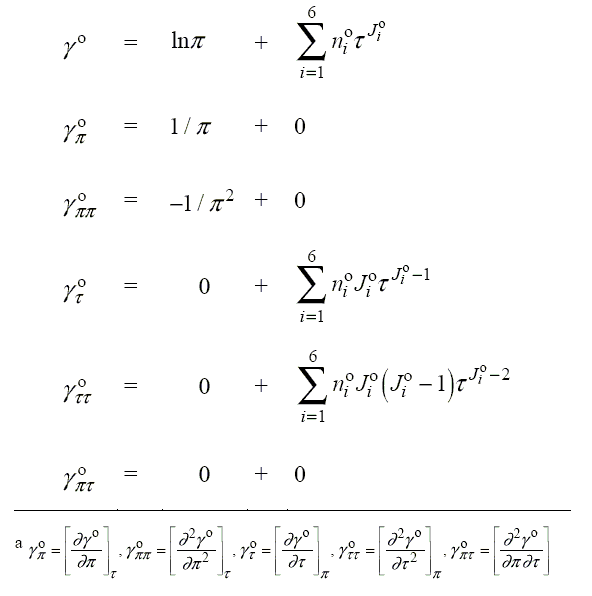 γ° = lnπ + ∑_{i=1}^{6} n_i° τ^{J_i°}
γ_π° = 1/π + 0
γ_ππ° = −1/π² + 0
γ_τ° = 0 + ∑_{i=1}^{6} n_i° J_i° τ^{J_i°−1}
γ_ττ° = 0 + ∑_{i=1}^{6} n_i° J_i° (J_i° − 1) τ^{J_i°−2}
γ_πτ° = 0 + 0
ᵃ γ_π° = [∂γ°/∂π]_τ, γ_ππ° = [∂²γ°/∂π²]_τ, γ_τ° = [∂γ°/∂τ]_π, γ_ττ° = [∂²γ°/∂τ²]_π, γ_πτ° = [∂²γ°/∂π∂τ]